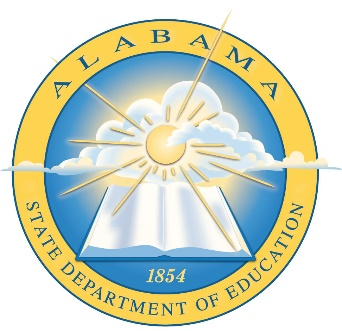 ALABAMA
1854
STATE DEPARTMENT OF EDUCATION